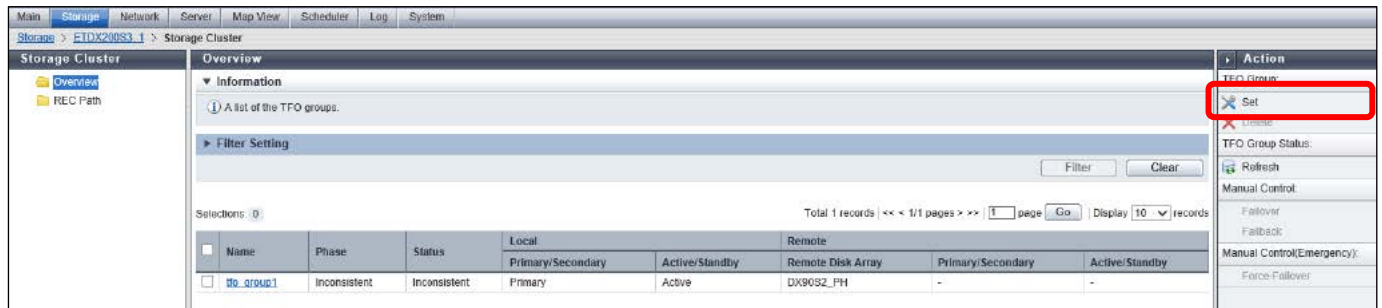 Main Storage Network Server Map View Scheduler Log System
Storage > ETDX200S3_1 > Storage Cluster
Storage Cluster
Overview
REC Path
Overview
▼ Information
A list of the TFO groups.
► Filter Setting
Filter Clear
Selections: 0
Total 1 records | << < 1/1 pages > >> | 1 page Go | Display 10 records
Name Phase Status Local Remote
Primary/Secondary Active/Standby Remote Disk Array Primary/Secondary Active/Standby
tfo_group1 Inconsistent Inconsistent Primary Active DX90S2_PH - -
Action
TFO Group:
Set
Delete
TFO Group Status:
Refresh
Manual Control:
Failover
Failback
Manual Control(Emergency):
Force-Failover